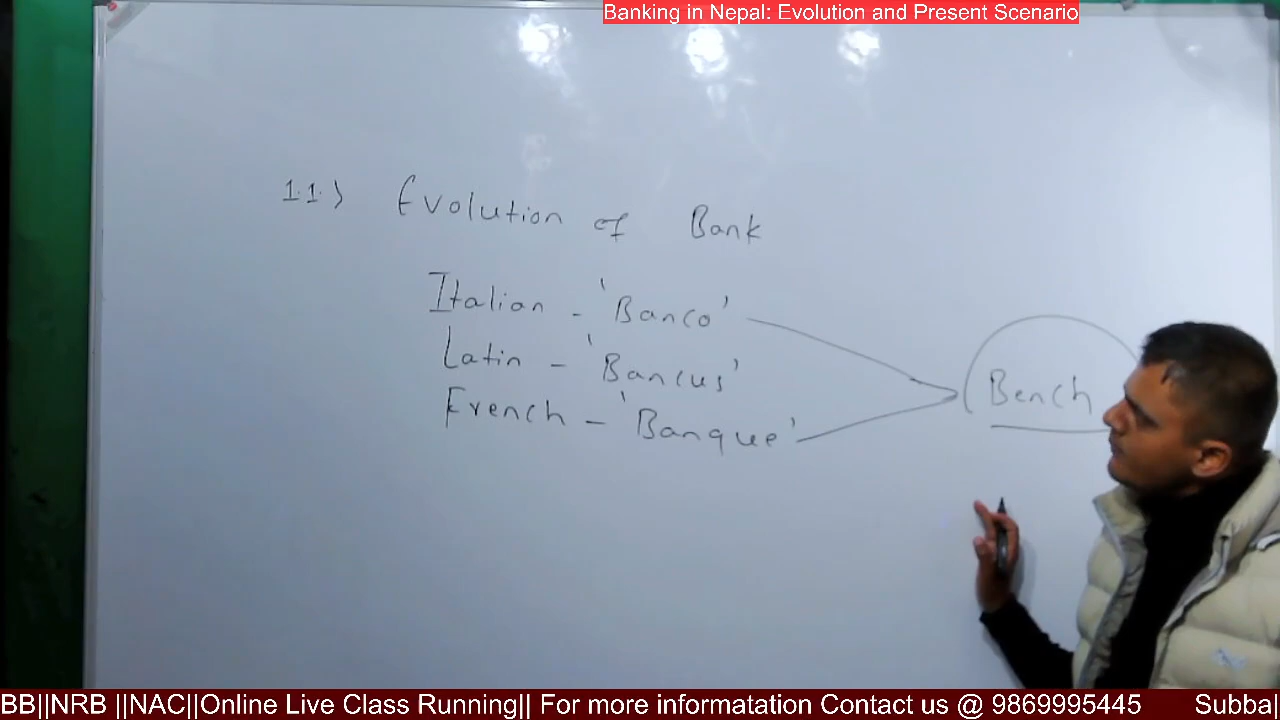 Banking in Nepal: Evolution and Present Scenario
1.1) Evolution of Bank
Italian - 'Banco'
Latin - 'Bancus'
French - 'Banque'
Bench
BB||NRB ||NAC||Online Live Class Running|| For more informatation Contact us @ 9869995445 Subba|